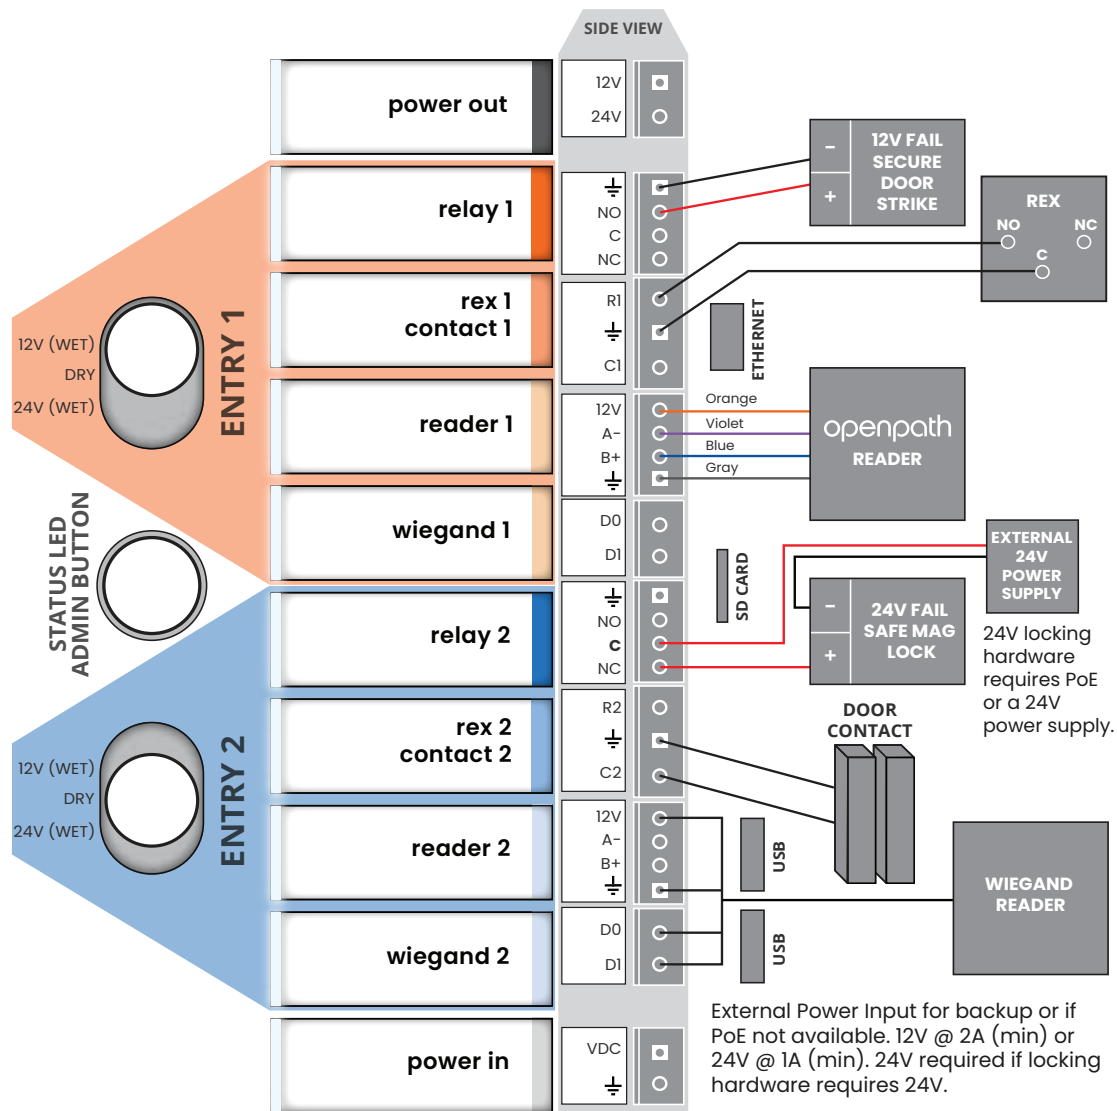 SIDE VIEW
power out
12V
24V
relay 1
NO
C
NC
12V FAIL
SECURE
DOOR
STRIKE
−
+
REX
NO
NC
C
rex 1
contact 1
R1
C1
ETHERNET
12V (WET)
DRY
24V (WET)
ENTRY 1
reader 1
12V
A-
B+
Orange
Violet
Blue
Gray
openpath
READER
wiegand 1
D0
D1
SD CARD
STATUS LED
ADMIN BUTTON
EXTERNAL
24V
POWER
SUPPLY
relay 2
NO
C
NC
−
+
24V FAIL
SAFE MAG
LOCK
24V locking
hardware
requires PoE
or a 24V
power supply.
rex 2
contact 2
R2
C2
DOOR
CONTACT
12V (WET)
DRY
24V (WET)
ENTRY 2
reader 2
12V
A-
B+
USB
WIEGAND
READER
wiegand 2
D0
D1
USB
power in
VDC
External Power Input for backup or if
PoE not available. 12V @ 2A (min) or
24V @ 1A (min). 24V required if locking
hardware requires 24V.